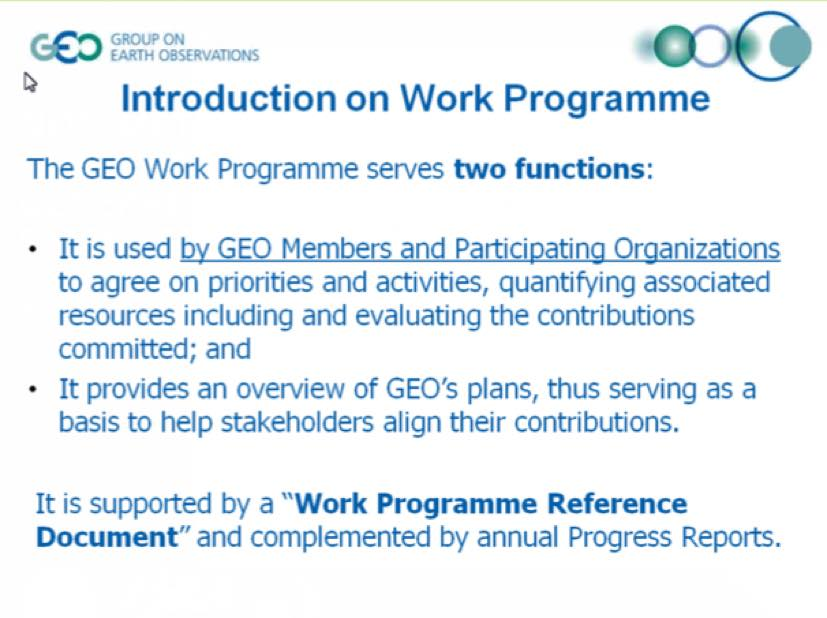 GEO GROUP ON
EARTH OBSERVATIONS
Introduction on Work Programme
The GEO Work Programme serves two functions:
• It is used by GEO Members and Participating Organizations
to agree on priorities and activities, quantifying associated
resources including and evaluating the contributions
committed; and
• It provides an overview of GEO’s plans, thus serving as a
basis to help stakeholders align their contributions.
It is supported by a “Work Programme Reference
Document” and complemented by annual Progress Reports.